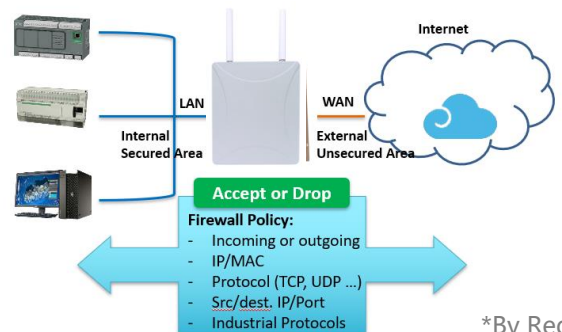 Internet
LAN
WAN
Internal
Secured Area
External
Unsecured Area
Accept or Drop
Firewall Policy:
- Incoming or outgoing
- IP/MAC
- Protocol (TCP, UDP ...)
- Src/dest. IP/Port
- Industrial Protocols
*By Req